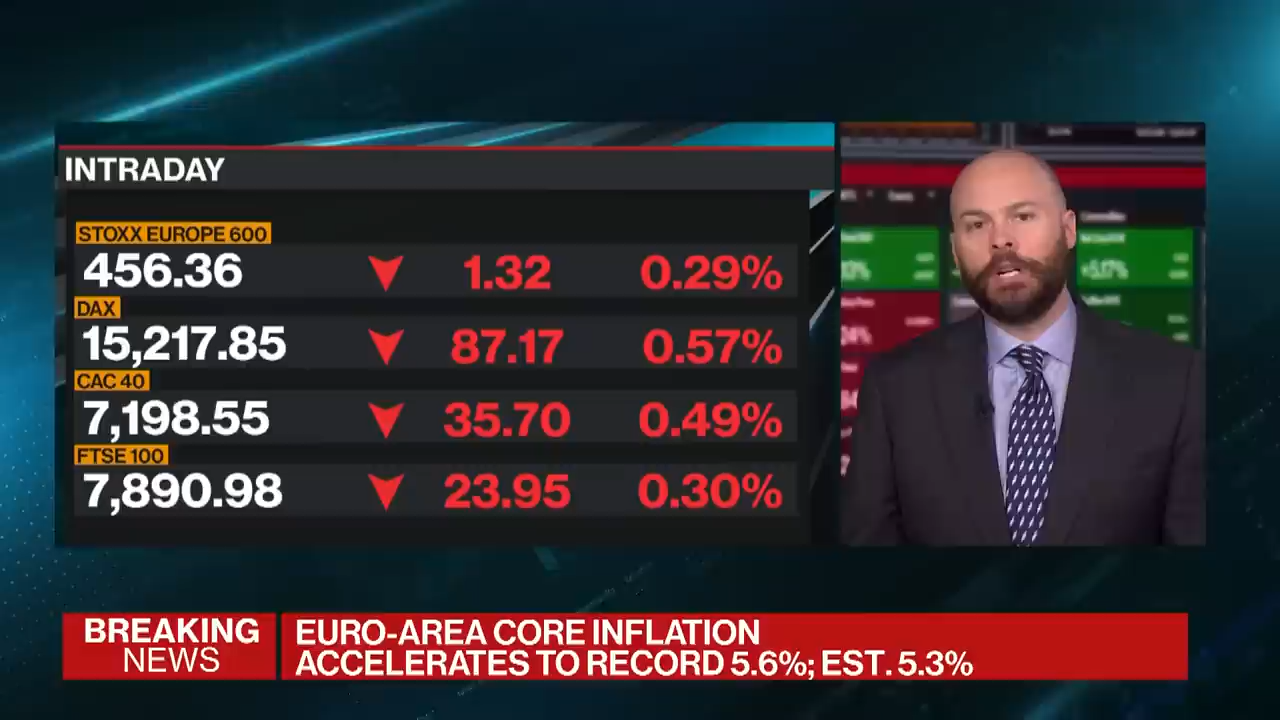 INTRADAY
STOXX EUROPE 600
456.36 1.32 0.29%
DAX
15,217.85 87.17 0.57%
CAC 40
7,198.55 35.70 0.49%
FTSE 100
7,890.98 23.95 0.30%
+5.17%
BREAKING
NEWS
EURO-AREA CORE INFLATION
ACCELERATES TO RECORD 5.6%; EST. 5.3%